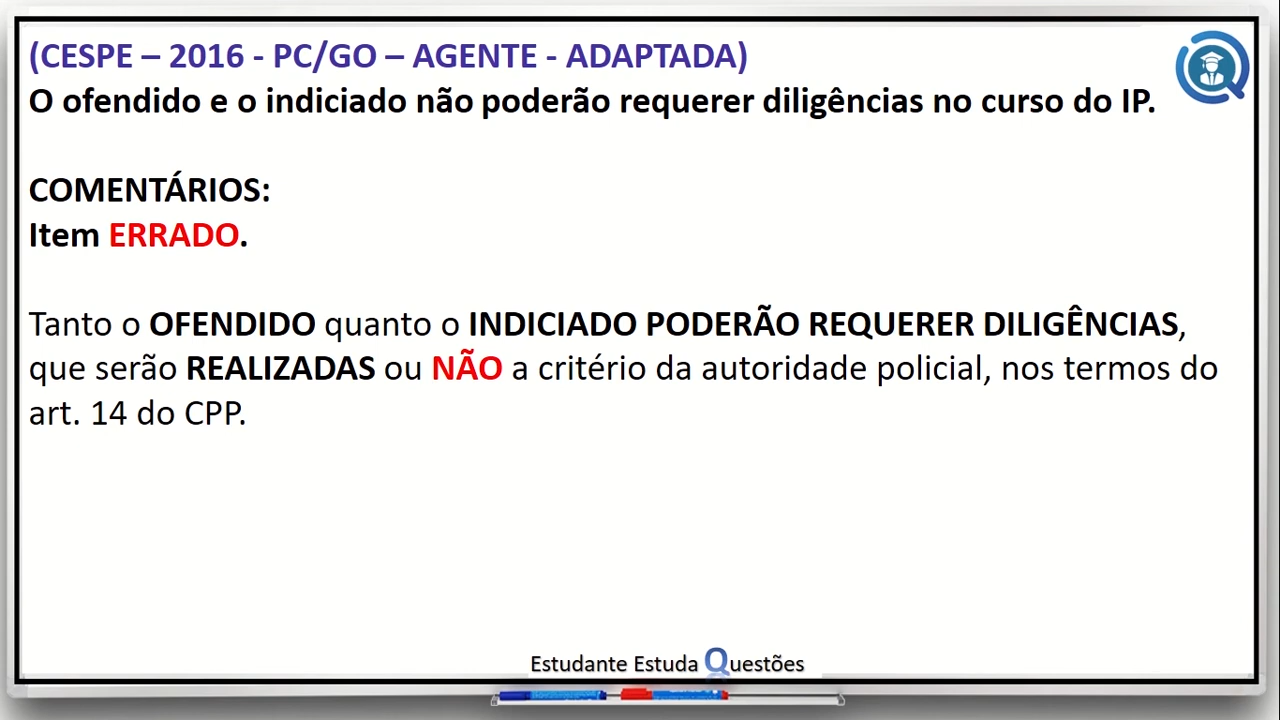 (CESPE – 2016 - PC/GO – AGENTE - ADAPTADA)
O ofendido e o indiciado não poderão requerer diligências no curso do IP.
COMENTÁRIOS:
Item ERRADO.
Tanto o OFENDIDO quanto o INDICIADO PODERÃO REQUERER DILIGÊNCIAS,
que serão REALIZADAS ou NÃO a critério da autoridade policial, nos termos do
art. 14 do CPP.
Estudante Estuda Questões